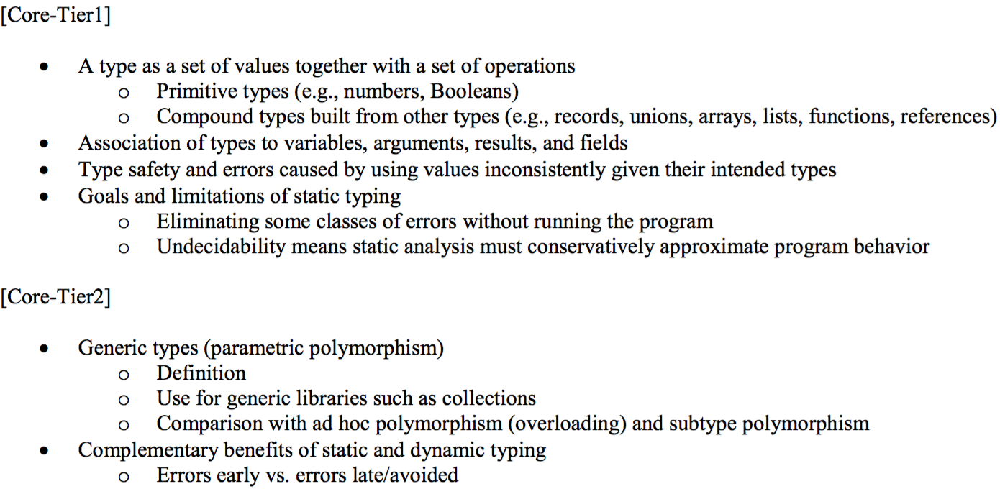 [Core-Tier1]
• A type as a set of values together with a set of operations
o Primitive types (e.g., numbers, Booleans)
o Compound types built from other types (e.g., records, unions, arrays, lists, functions, references)
• Association of types to variables, arguments, results, and fields
• Type safety and errors caused by using values inconsistently given their intended types
• Goals and limitations of static typing
o Eliminating some classes of errors without running the program
o Undecidability means static analysis must conservatively approximate program behavior
[Core-Tier2]
• Generic types (parametric polymorphism)
o Definition
o Use for generic libraries such as collections
o Comparison with ad hoc polymorphism (overloading) and subtype polymorphism
• Complementary benefits of static and dynamic typing
o Errors early vs. errors late/avoided